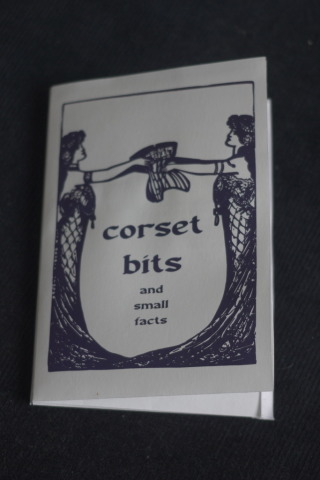 corset
bits
and
small
facts